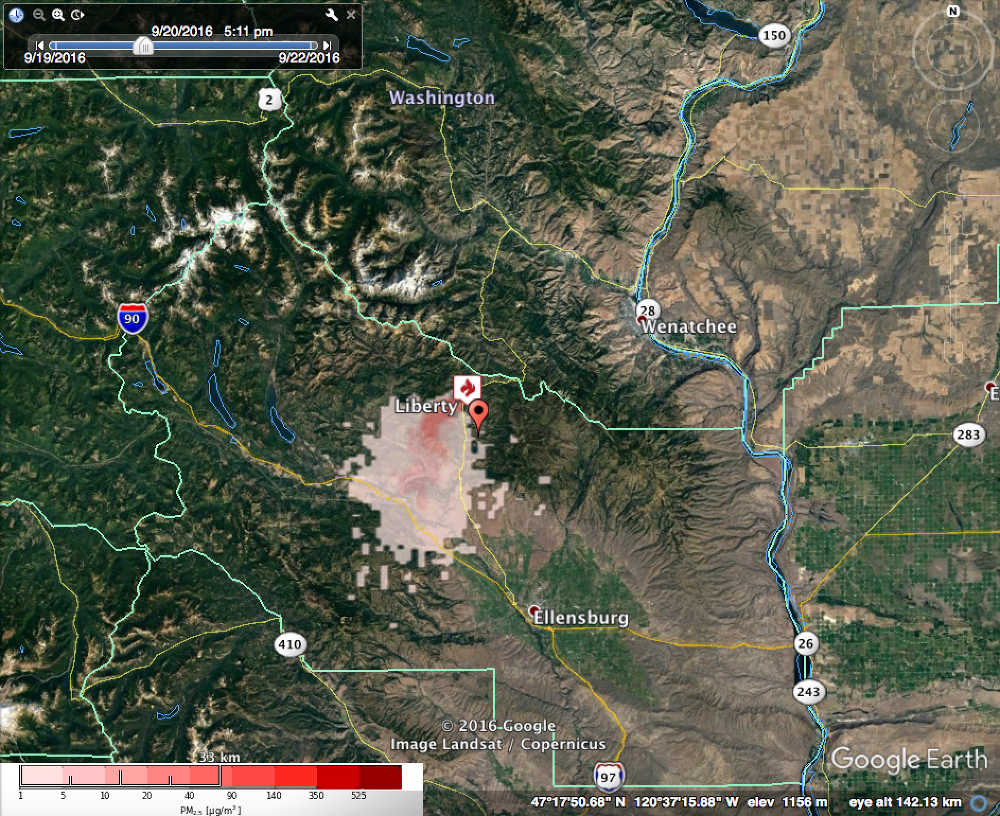 9/20/2016 5:11 pm
9/19/2016
9/22/2016
N
150
2
Washington
90
28
Wenatchee
E
Liberty
283
Ellensburg
410
26
243
© 2016 Google
Image Landsat / Copernicus
33 km
Google Earth
97
1 5 10 20 40 90 140 350 525
PM2.5 [µg/m³]
47°17'50.68" N 120°37'15.88" W elev 1156 m eye alt 142.13 km